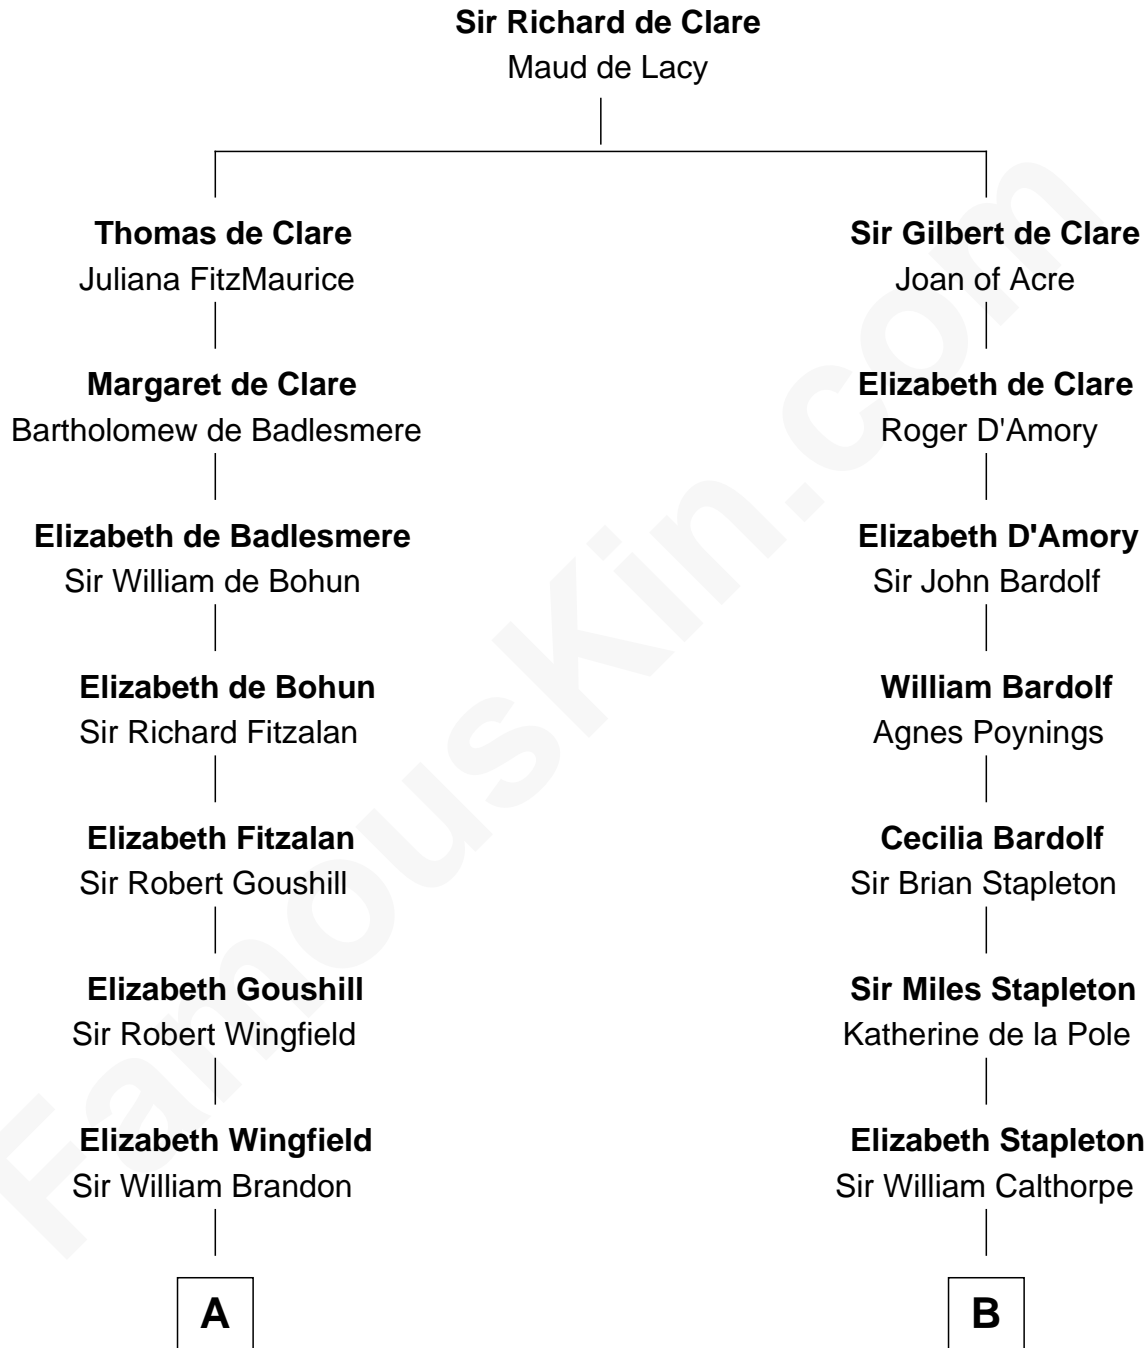 Sir Richard de Clare
Maud de Lacy
Thomas de Clare
Juliana FitzMaurice
Margaret de Clare
Bartholomew de Badlesmere
Elizabeth de Badlesmere
Sir William de Bohun
Elizabeth de Bohun
Sir Richard Fitzalan
Elizabeth Fitzalan
Sir Robert Goushill
Elizabeth Goushill
Sir Robert Wingfield
Elizabeth Wingfield
Sir William Brandon
A
Sir Gilbert de Clare
Joan of Acre
Elizabeth de Clare
Roger D'Amory
Elizabeth D'Amory
Sir John Bardolf
William Bardolf
Agnes Poynings
Cecilia Bardolf
Sir Brian Stapleton
Sir Miles Stapleton
Katherine de la Pole
Elizabeth Stapleton
Sir William Calthorpe
B
FamousKin.com